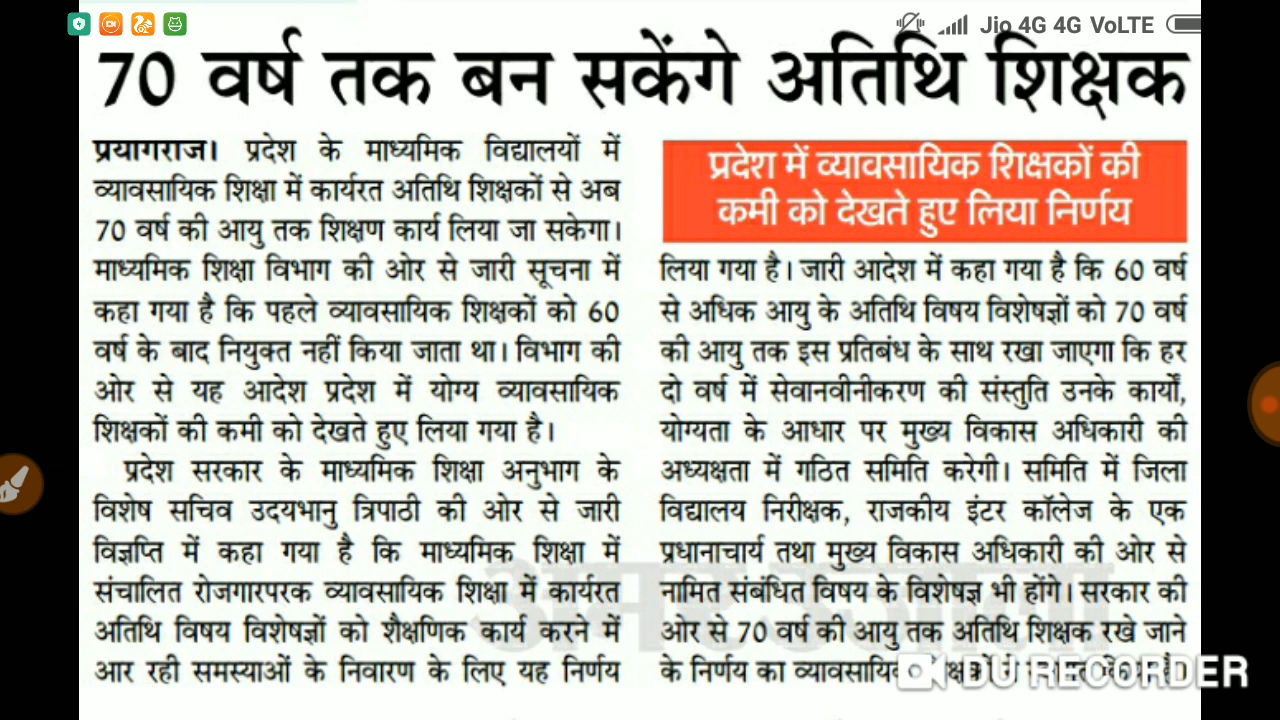 Jio 4G 4G VoLTE
70 वर्ष तक बन सकेंगे अतिथि शिक्षक
प्रयागराज। प्रदेश के माध्यमिक विद्यालयों में
व्यावसायिक शिक्षा में कार्यरत अतिथि शिक्षकों से अब
70 वर्ष की आयु तक शिक्षण कार्य लिया जा सकेगा।
माध्यमिक शिक्षा विभाग की ओर से जारी सूचना में
कहा गया है कि पहले व्यावसायिक शिक्षकों को 60
वर्ष के बाद नियुक्त नहीं किया जाता था। विभाग की
ओर से यह आदेश प्रदेश में योग्य व्यावसायिक
शिक्षकों की कमी को देखते हुए लिया गया है।
प्रदेश सरकार के माध्यमिक शिक्षा अनुभाग के
विशेष सचिव उदयभानु त्रिपाठी की ओर से जारी
विज्ञप्ति में कहा गया है कि माध्यमिक शिक्षा में
संचालित रोजगारपरक व्यावसायिक शिक्षा में कार्यरत
अतिथि विषय विशेषज्ञों को शैक्षणिक कार्य करने में
आर रही समस्याओं के निवारण के लिए यह निर्णय
प्रदेश में व्यावसायिक शिक्षकों की
कमी को देखते हुए लिया निर्णय
लिया गया है। जारी आदेश में कहा गया है कि 60 वर्ष
से अधिक आयु के अतिथि विषय विशेषज्ञों को 70 वर्ष
की आयु तक इस प्रतिबंध के साथ रखा जाएगा कि हर
दो वर्ष में सेवानवीनीकरण की संस्तुति उनके कार्यों,
योग्यता के आधार पर मुख्य विकास अधिकारी की
अध्यक्षता में गठित समिति करेगी। समिति में जिला
विद्यालय निरीक्षक, राजकीय इंटर कॉलेज के एक
प्रधानाचार्य तथा मुख्य विकास अधिकारी की ओर से
नामित संबंधित विषय के विशेषज्ञ भी होंगे। सरकार की
ओर से 70 वर्ष की आयु तक अतिथि शिक्षक रखे जाने
के निर्णय का
अमर उजाला
DU RECORDER